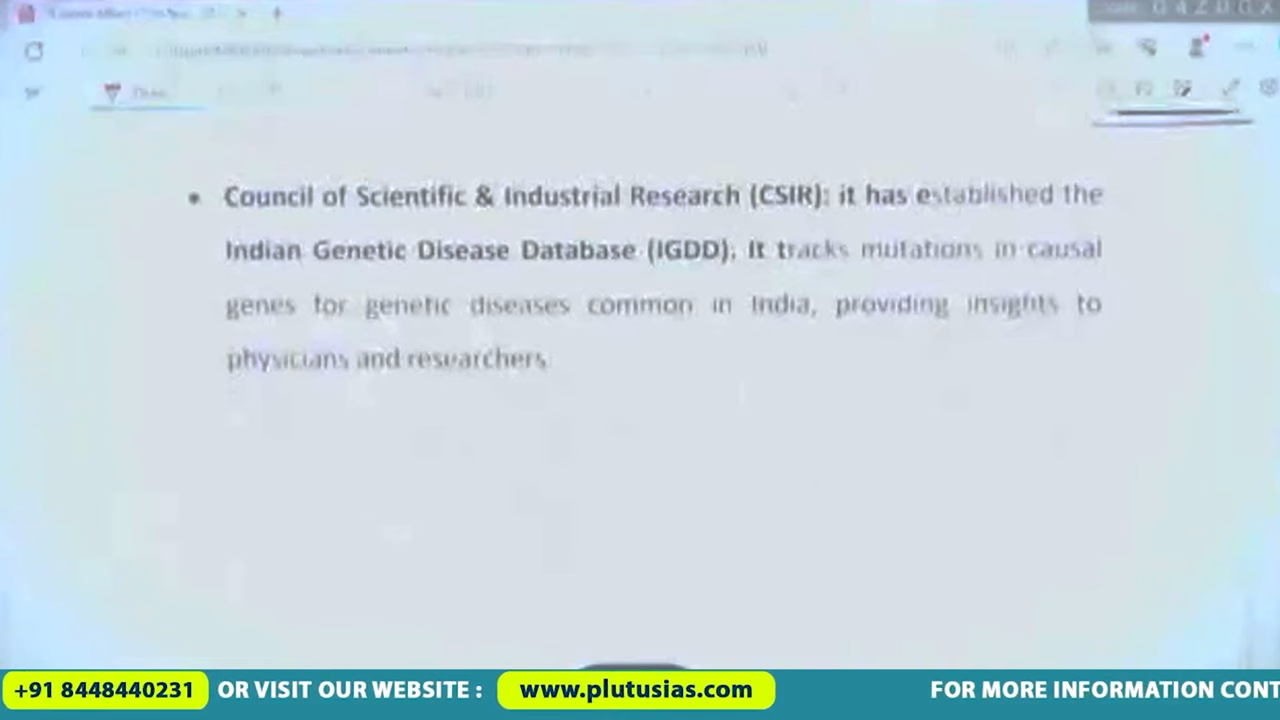 • Council of Scientific & Industrial Research (CSIR): it has established the
Indian Genetic Disease Database (IGDD). It tracks mutations in causal
genes for genetic diseases common in India, providing insights to
physicians and researchers
+91 8448440231 OR VISIT OUR WEBSITE : www.plutusias.com FOR MORE INFORMATION CONT